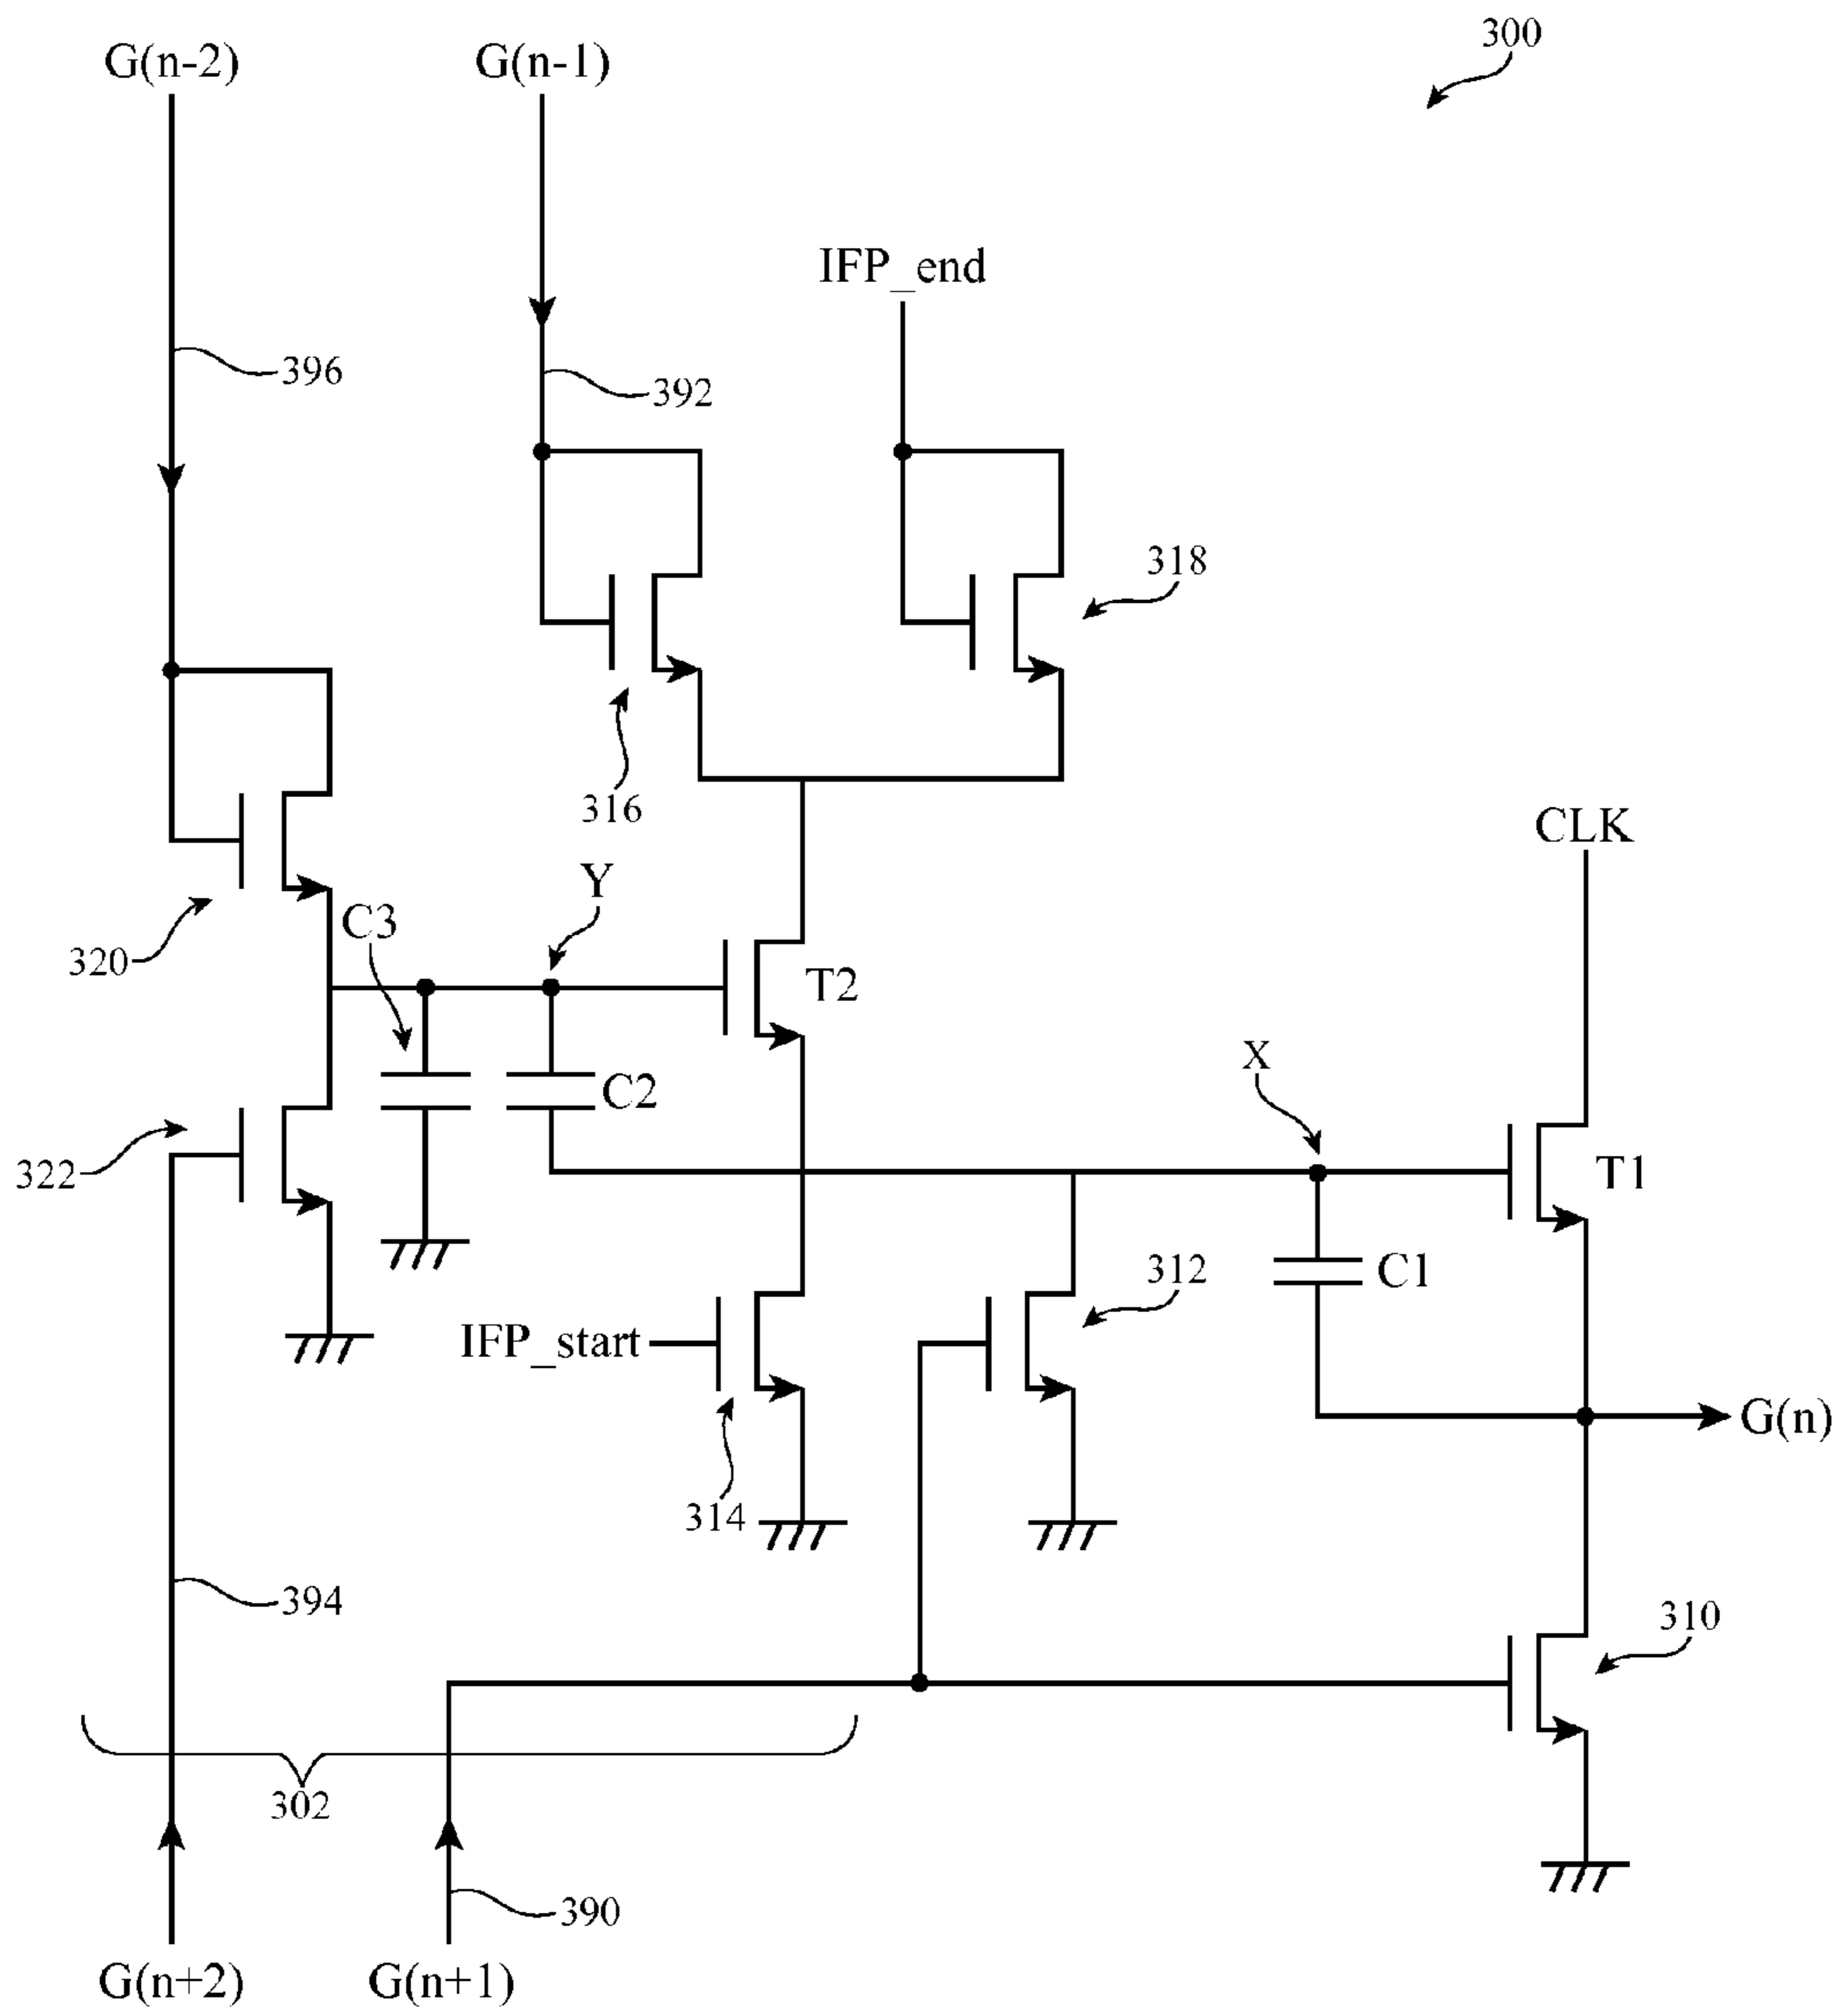 300
G(n-2)
G(n-1)
IFP_end
396
392
318
316
CLK
Y
C3
320
T2
X
C2
322
T1
312
C1
IFP_start
G(n)
314
394
310
302
390
G(n+2)
G(n+1)